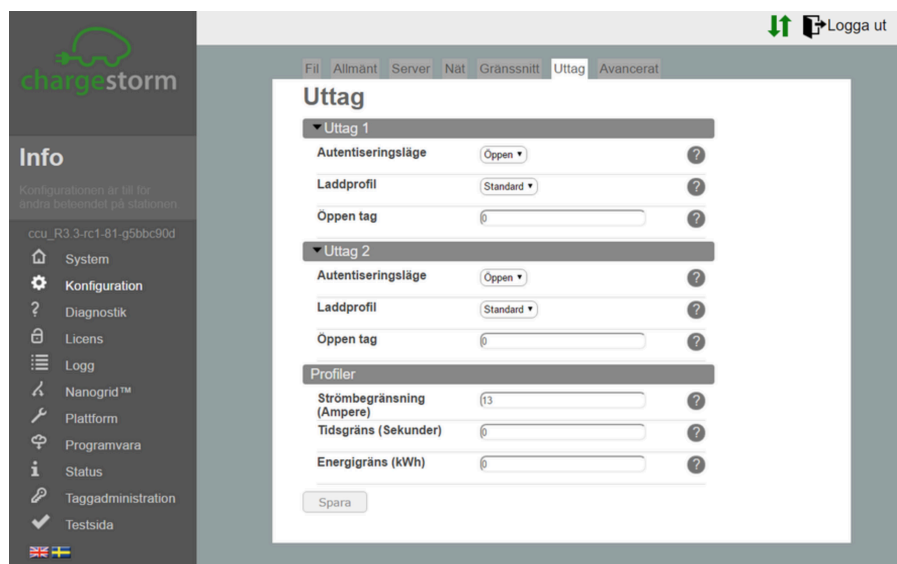 Logga ut
chargestorm
Fil Allmänt Server Nät Gränssnitt Uttag Avancerat
Uttag
Uttag 1
Autentiseringsläge Öppen
Laddprofil Standard
Öppen tag 0
Uttag 2
Autentiseringsläge Öppen
Laddprofil Standard
Öppen tag 0
Profiler
Strömbegränsning
(Ampere) 13
Tidsgräns (Sekunder) 0
Energigräns (kWh) 0
Spara
Info
Konfigurationen är till för
ändra beteendet på stationen.
ccu_R3.3-rc1-81-g5bbc90d
System
Konfiguration
Diagnostik
Licens
Logg
Nanogrid™
Plattform
Programvara
Status
Taggadministration
Testsida